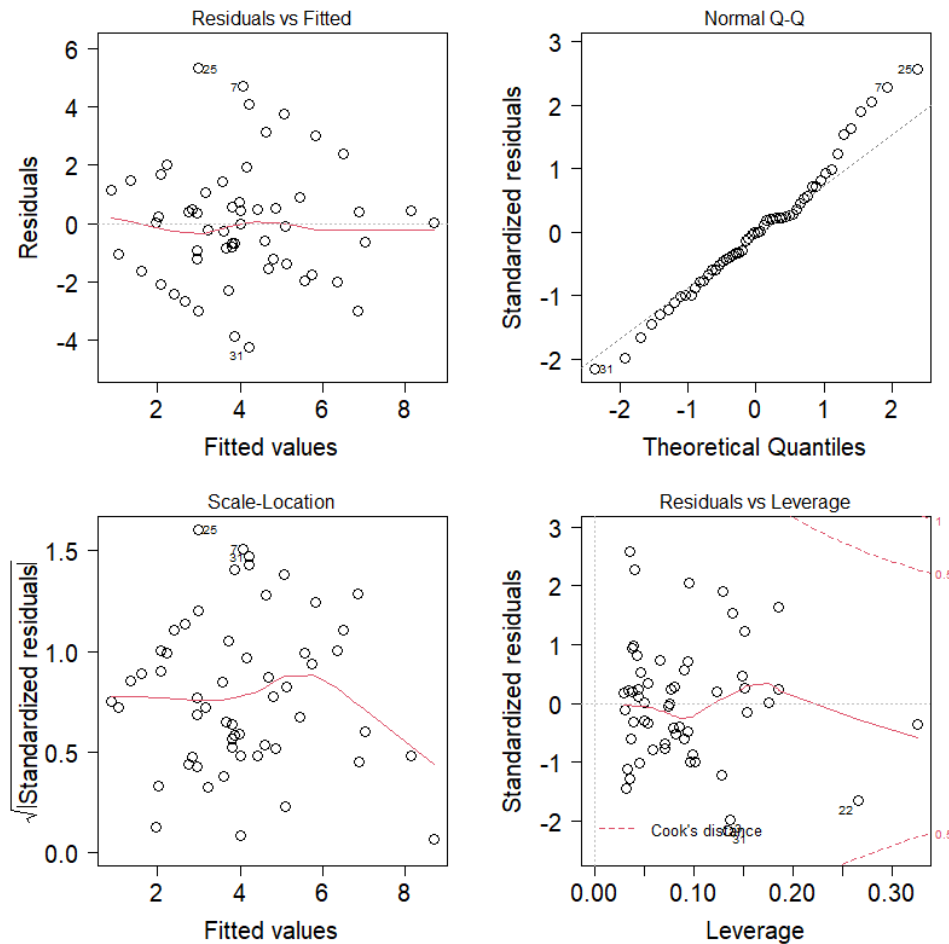 Residuals vs Fitted
6
4
2
0
-2
-4
Residuals
25
7
31
2 4 6 8
Fitted values
Normal Q-Q
3
2
1
0
-1
-2
Standardized residuals
25
7
31
-2 -1 0 1 2
Theoretical Quantiles
Scale-Location
1.5
1.0
0.5
0.0
√|Standardized residuals|
25
7
31
2 4 6 8
Fitted values
Residuals vs Leverage
3
2
1
0
-1
-2
Standardized residuals
1
0.5
22
31
Cook's distance
0.5
0.00 0.10 0.20 0.30
Leverage